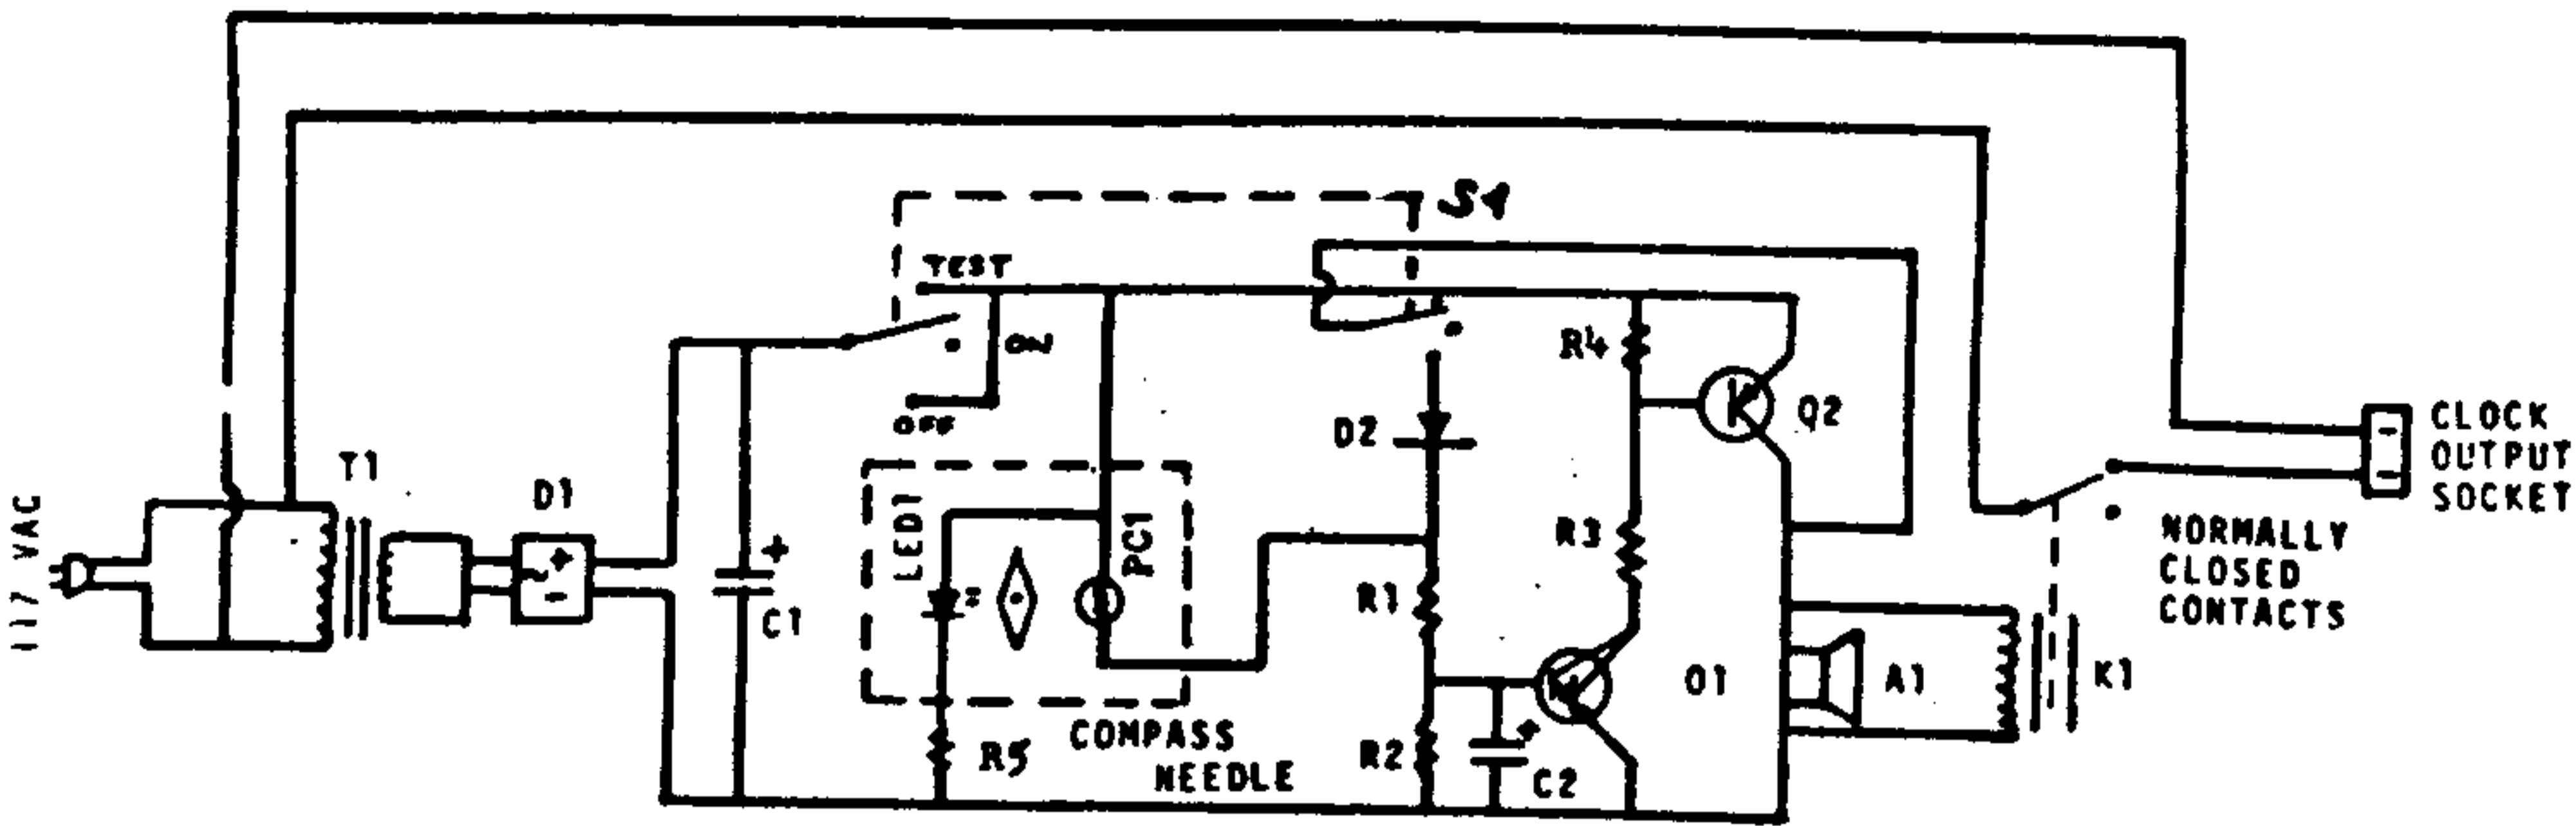 S1
TEST
ON
OFF
R4
Q2
D2
CLOCK
OUTPUT
SOCKET
T1
D1
117 VAC
LED1
PC1
R3
NORMALLY
CLOSED
CONTACTS
+
-
~
+
C1
R1
Q1
A1
K1
COMPASS
NEEDLE
R5
R2
+
C2